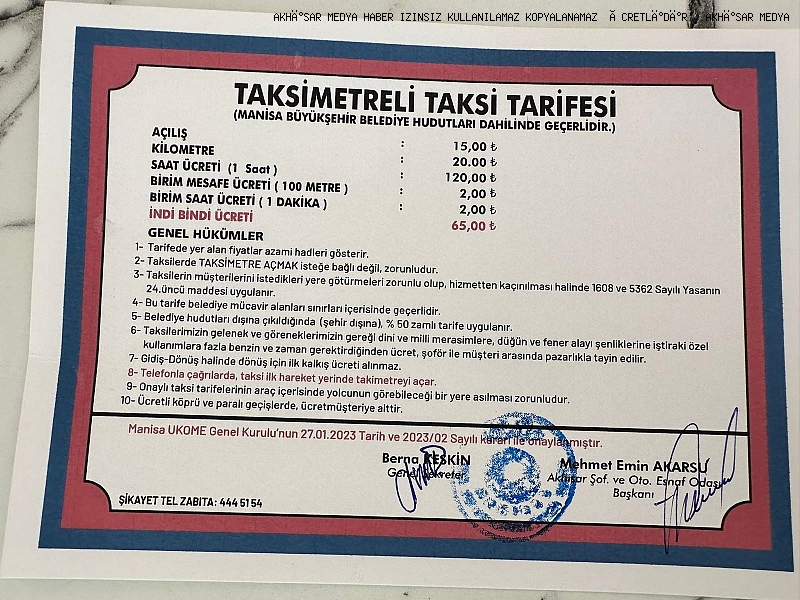 AKHİSAR MEDYA HABER IZINSIZ KULLANILAMAZ KOPYALANAMAZ
AKHİSAR MEDYA
TAKSİMETRELİ TAKSİ TARİFESİ
(MANİSA BÜYÜKŞEHİR BELEDİYE HUDUTLARI DAHİLİNDE GEÇERLİDİR.)
AÇILIŞ : 15,00 ₺
KİLOMETRE : 20.00 ₺
SAAT ÜCRETİ (1 Saat ) : 120,00 ₺
BİRİM MESAFE ÜCRETİ ( 100 METRE ) : 2,00 ₺
BİRİM SAAT ÜCRETİ ( 1 DAKİKA ) : 2,00 ₺
İNDİ BİNDİ ÜCRETİ 65,00 ₺
GENEL HÜKÜMLER
1- Tarifede yer alan fiyatlar azami hadleri gösterir.
2- Taksilerde TAKSİMETRE AÇMAK isteğe bağlı değil, zorunludur.
3- Taksilerin müşterilerini istedikleri yere götürmeleri zorunlu olup, hizmetten kaçınılması halinde 1608 ve 5362 Sayılı Yasanın
24.üncü maddesi uygulanır.
4- Bu tarife belediye mücavir alanları sınırları içerisinde geçerlidir.
5- Belediye hudutları dışına çıkıldığında (şehir dışına), % 50 zamlı tarife uygulanır.
6- Taksilerimizin gelenek ve göreneklerimizin gereği dini ve milli merasimlere, düğün ve fener alayı şenliklerine iştiraki özel
kullanımlara fazla benzin ve zaman gerektirdiğinden ücret, şoför ile müşteri arasında pazarlıkla tayin edilir.
7- Gidiş-Dönüş halinde dönüş için ilk kalkış ücreti alınmaz.
8- Telefonla çağrılarda, taksi ilk hareket yerinde takimetreyi açar.
9- Onaylı taksi tarifelerinin araç içerisinde yolcunun görebileceği bir yere asılması zorunludur.
10- Ücretli köprü ve paralı geçişlerde, ücretmüşteriye alttir.
Manisa UKOME Genel Kurulu'nun 27.01.2023 Tarih ve 2023/02 Sayılı kararı ile onaylanmıştır.
Berna KESKİN
Genel Sekreter
Mehmet Emin AKARSU
Akhisar Şof. ve Oto. Esnaf Odası
Başkanı
ŞİKAYET TEL ZABITA: 444 51 54